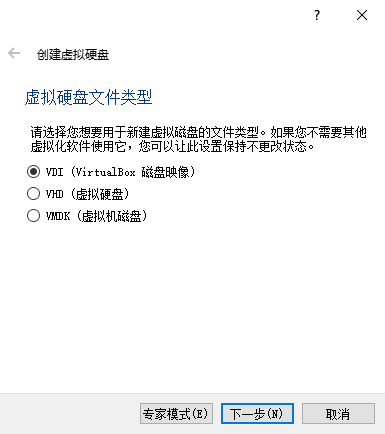 ?
创建虚拟硬盘
虚拟硬盘文件类型
请选择您想要用于新建虚拟磁盘的文件类型。如果您不需要其他
虚拟化软件使用它，您可以让此设置保持不更改状态。
VDI (VirtualBox 磁盘映像)
VHD (虚拟硬盘)
VMDK (虚拟机磁盘)
专家模式(E) 下一步(N) 取消